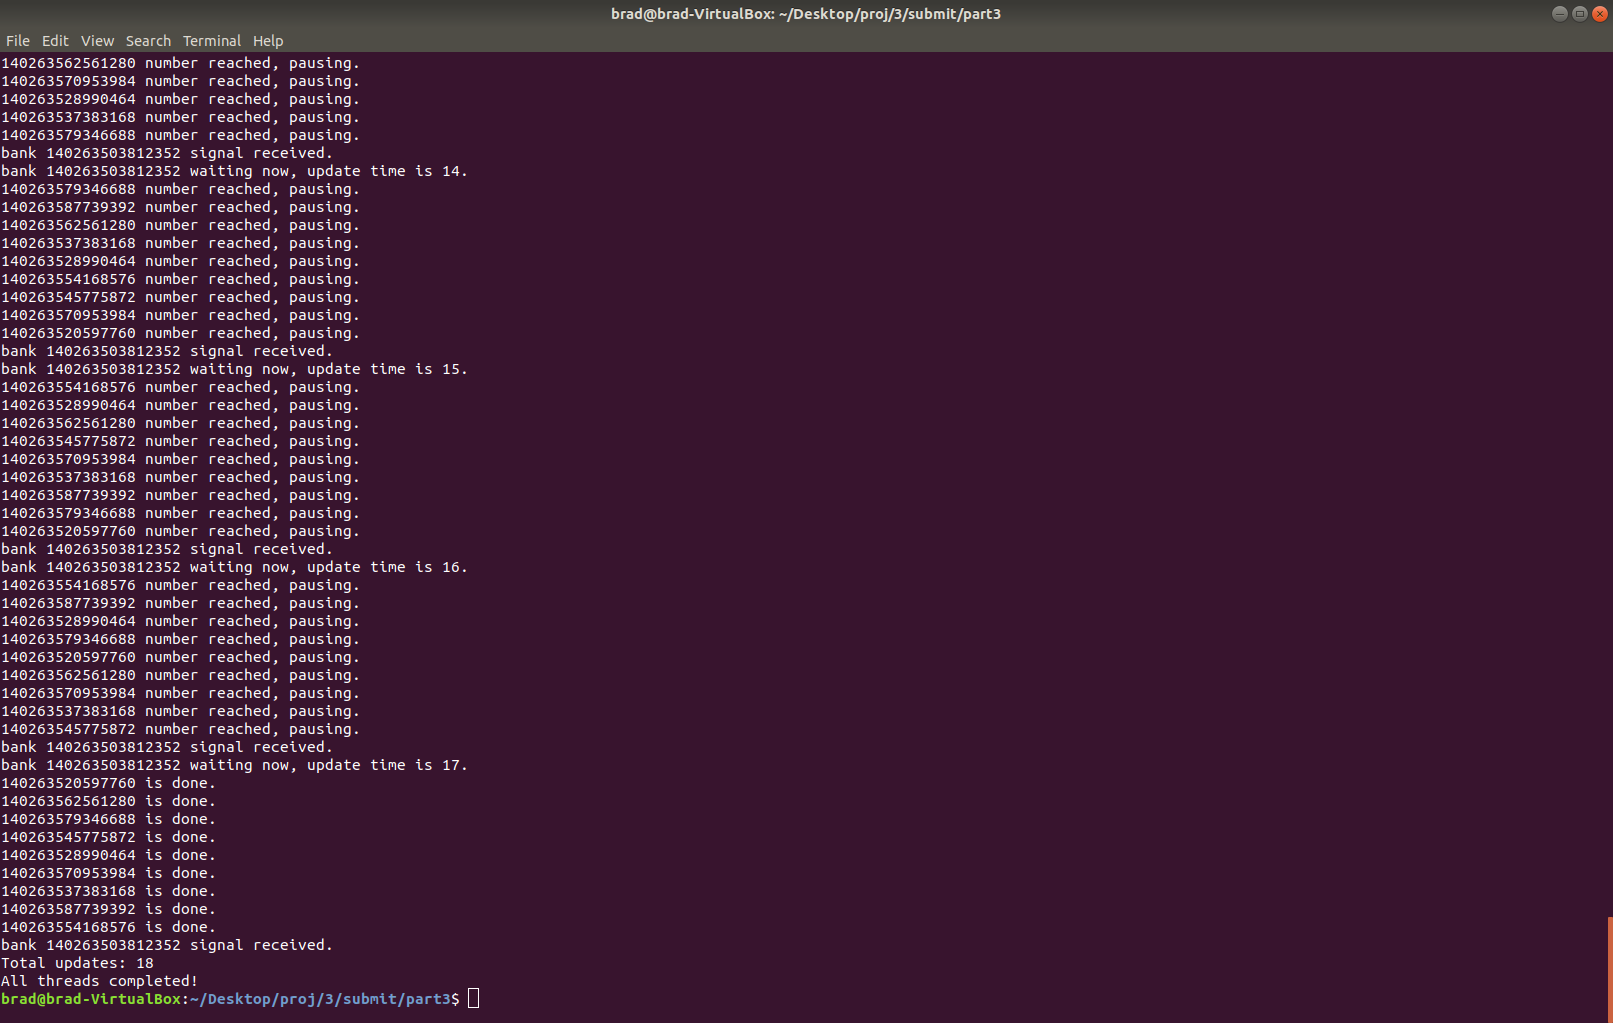 brad@brad-VirtualBox: ~/Desktop/proj/3/submit/part3
File Edit View Search Terminal Help
140263562561280 number reached, pausing.
140263570953984 number reached, pausing.
140263528990464 number reached, pausing.
140263537383168 number reached, pausing.
140263579346688 number reached, pausing.
bank 140263503812352 signal received.
bank 140263503812352 waiting now, update time is 14.
140263579346688 number reached, pausing.
140263587739392 number reached, pausing.
140263562561280 number reached, pausing.
140263537383168 number reached, pausing.
140263528990464 number reached, pausing.
140263554168576 number reached, pausing.
140263545775872 number reached, pausing.
140263570953984 number reached, pausing.
140263520597760 number reached, pausing.
bank 140263503812352 signal received.
bank 140263503812352 waiting now, update time is 15.
140263554168576 number reached, pausing.
140263528990464 number reached, pausing.
140263562561280 number reached, pausing.
140263545775872 number reached, pausing.
140263570953984 number reached, pausing.
140263537383168 number reached, pausing.
140263587739392 number reached, pausing.
140263579346688 number reached, pausing.
140263520597760 number reached, pausing.
bank 140263503812352 signal received.
bank 140263503812352 waiting now, update time is 16.
140263554168576 number reached, pausing.
140263587739392 number reached, pausing.
140263528990464 number reached, pausing.
140263579346688 number reached, pausing.
140263520597760 number reached, pausing.
140263562561280 number reached, pausing.
140263570953984 number reached, pausing.
140263537383168 number reached, pausing.
140263545775872 number reached, pausing.
bank 140263503812352 signal received.
bank 140263503812352 waiting now, update time is 17.
140263520597760 is done.
140263562561280 is done.
140263579346688 is done.
140263545775872 is done.
140263528990464 is done.
140263570953984 is done.
140263537383168 is done.
140263587739392 is done.
140263554168576 is done.
bank 140263503812352 signal received.
Total updates: 18
All threads completed!
brad@brad-VirtualBox:~/Desktop/proj/3/submit/part3$